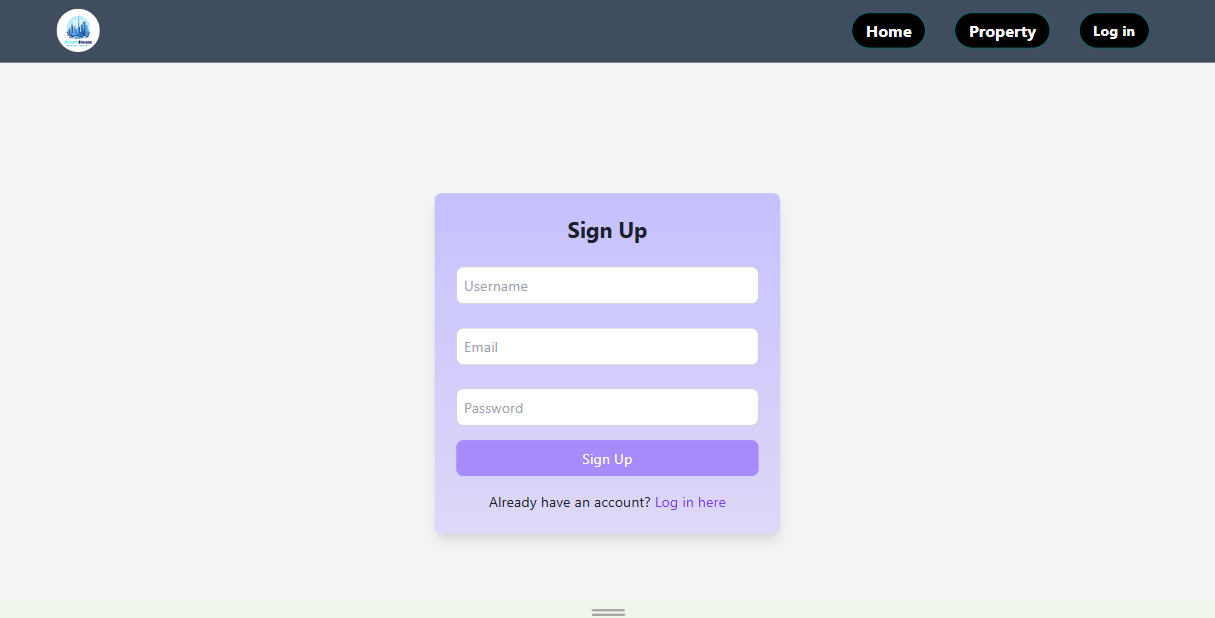 Home
Property
Log in
Sign Up
Username
Email
Password
Sign Up
Already have an account? Log in here